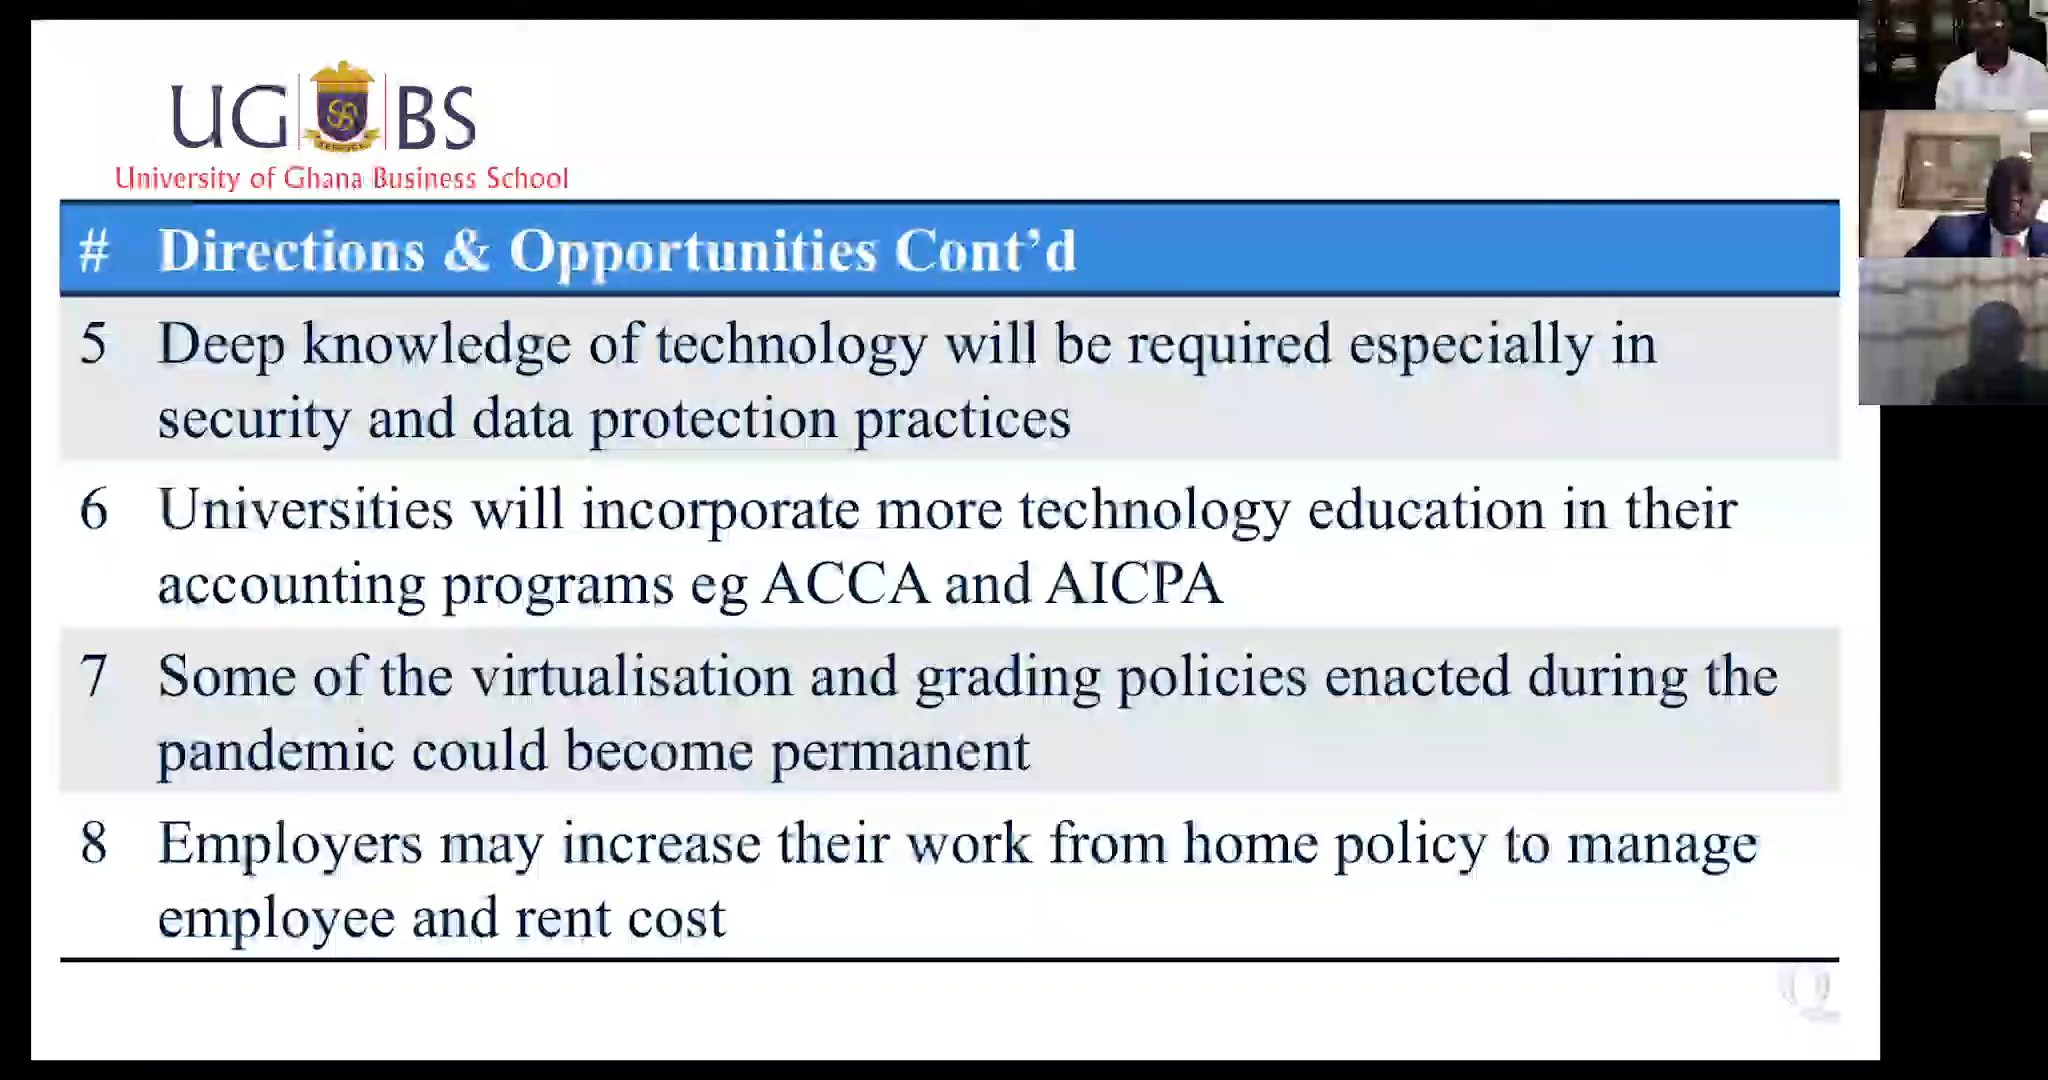 UG BS
University of Ghana Business School
# Directions & Opportunities Cont’d
5 Deep knowledge of technology will be required especially in
security and data protection practices
6 Universities will incorporate more technology education in their
accounting programs eg ACCA and AICPA
7 Some of the virtualisation and grading policies enacted during the
pandemic could become permanent
8 Employers may increase their work from home policy to manage
employee and rent cost